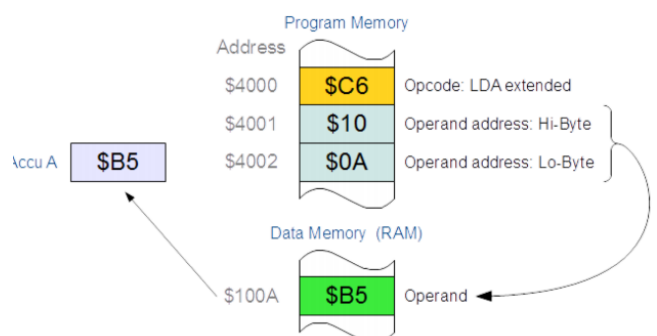 Program Memory
Address
$4000 $C6 Opcode: LDA extended
$4001 $10 Operand address: Hi-Byte
Accu A $B5 $4002 $0A Operand address: Lo-Byte
Data Memory (RAM)
$100A $B5 Operand